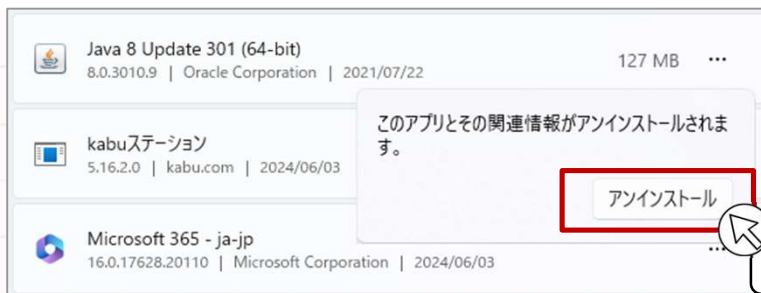 Java 8 Update 301 (64-bit)
8.0.3010.9 | Oracle Corporation | 2021/07/22
127 MB
このアプリとその関連情報がアンインストールされま
す。
kabuステーション
5.16.2.0 | kabu.com | 2024/06/03
アンインストール
Microsoft 365 - ja-jp
16.0.17628.20110 | Microsoft Corporation | 2024/06/03